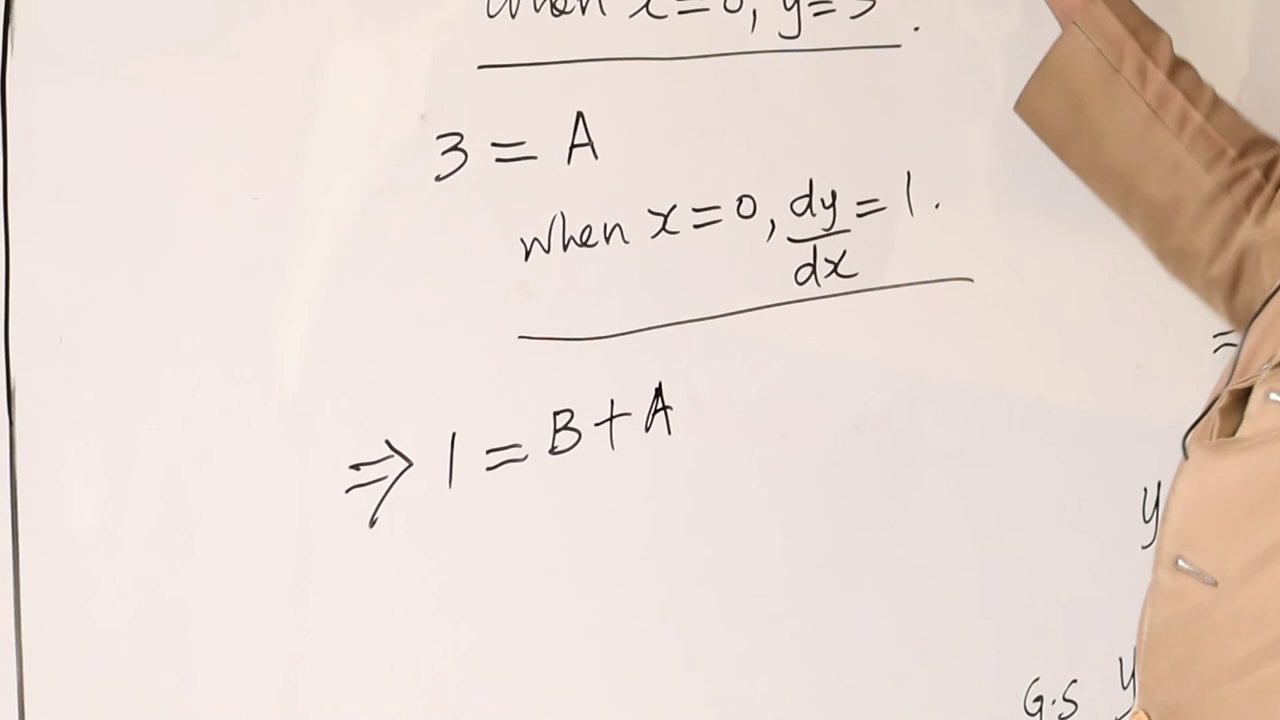 when x=0, y=3.
3 = A
when x=0, dy/dx = 1.
⇒ 1 = B+A
=
y
G.S y